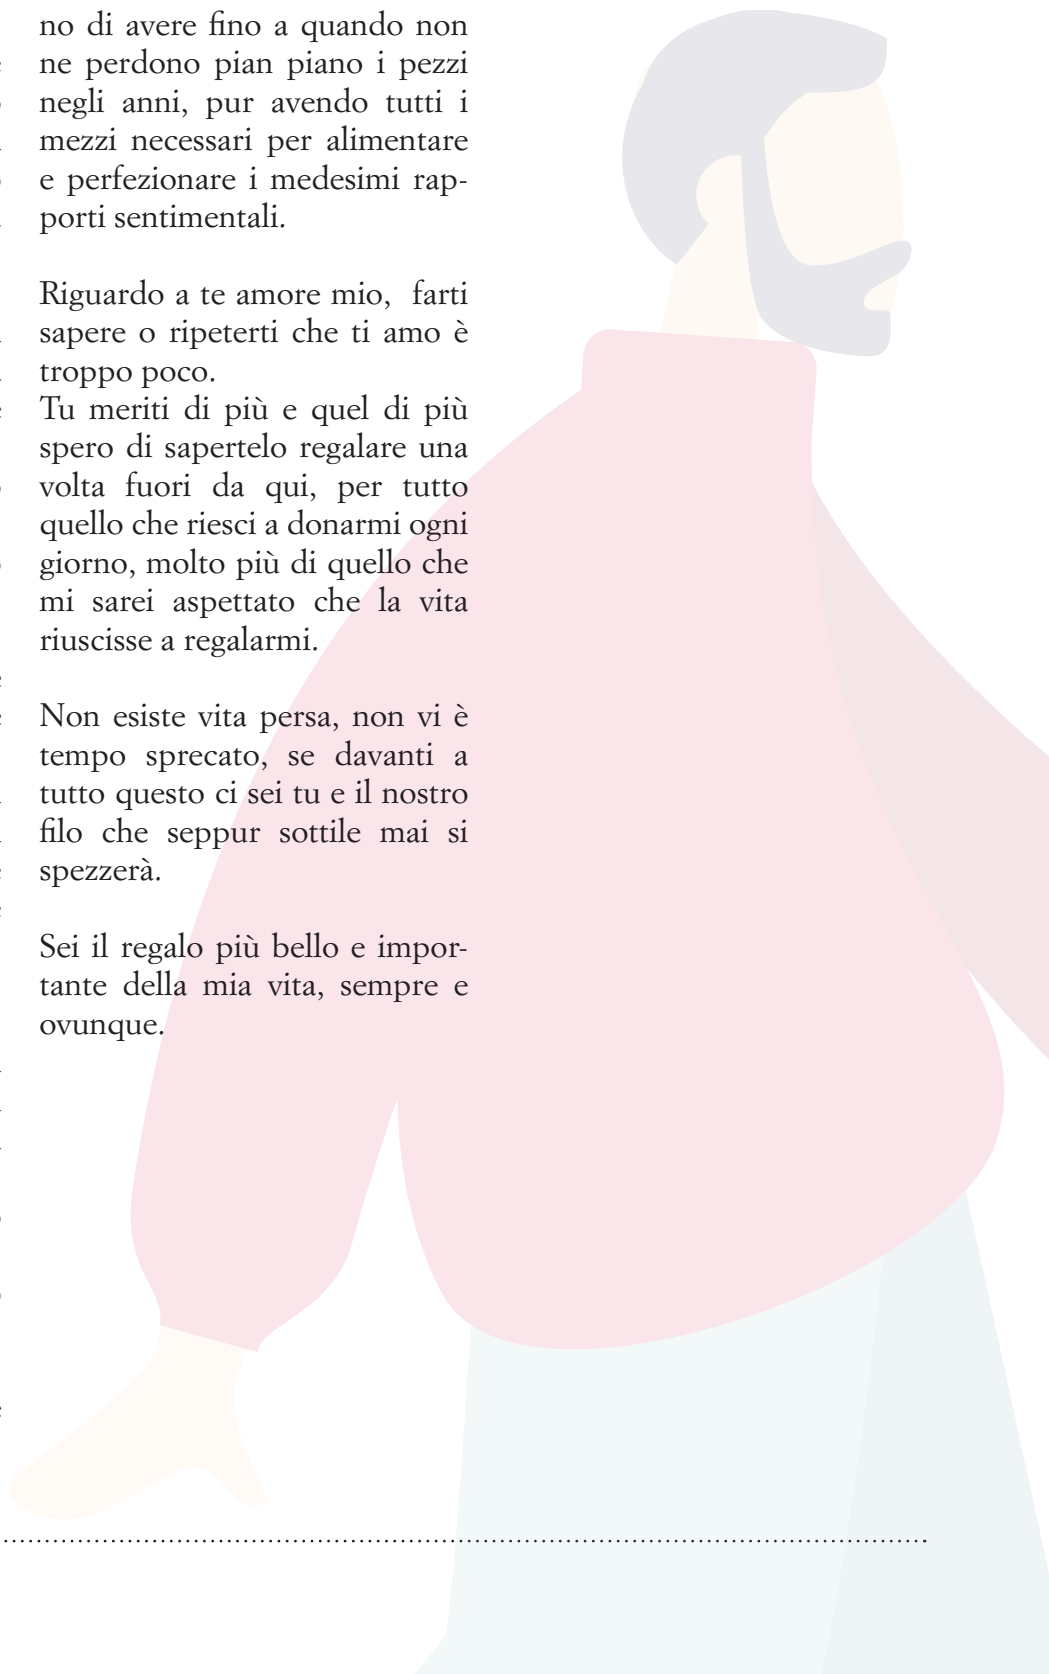 no di avere fino a quando non
ne perdono pian piano i pezzi
negli anni, pur avendo tutti i
mezzi necessari per alimentare
e perfezionare i medesimi rap-
porti sentimentali.
Riguardo a te amore mio, farti
sapere o ripeterti che ti amo è
troppo poco.
Tu meriti di più e quel di più
spero di sapertelo regalare una
volta fuori da qui, per tutto
quello che riesci a donarmi ogni
giorno, molto più di quello che
mi sarei aspettato che la vita
riuscisse a regalarmi.
Non esiste vita persa, non vi è
tempo sprecato, se davanti a
tutto questo ci sei tu e il nostro
filo che seppur sottile mai si
spezzerà.
Sei il regalo più bello e impor-
tante della mia vita, sempre e
ovunque.